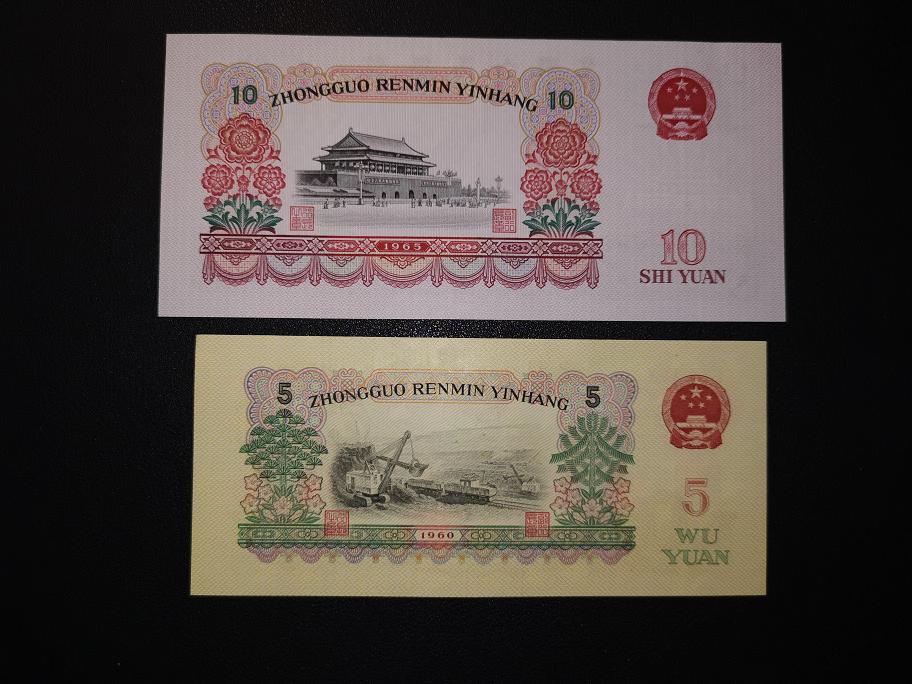 10 ZHONGGUO RENMIN YINHANG 10
1965
10
SHI YUAN
5 ZHONGGUO RENMIN YINHANG 5
1960
5
WU
YUAN